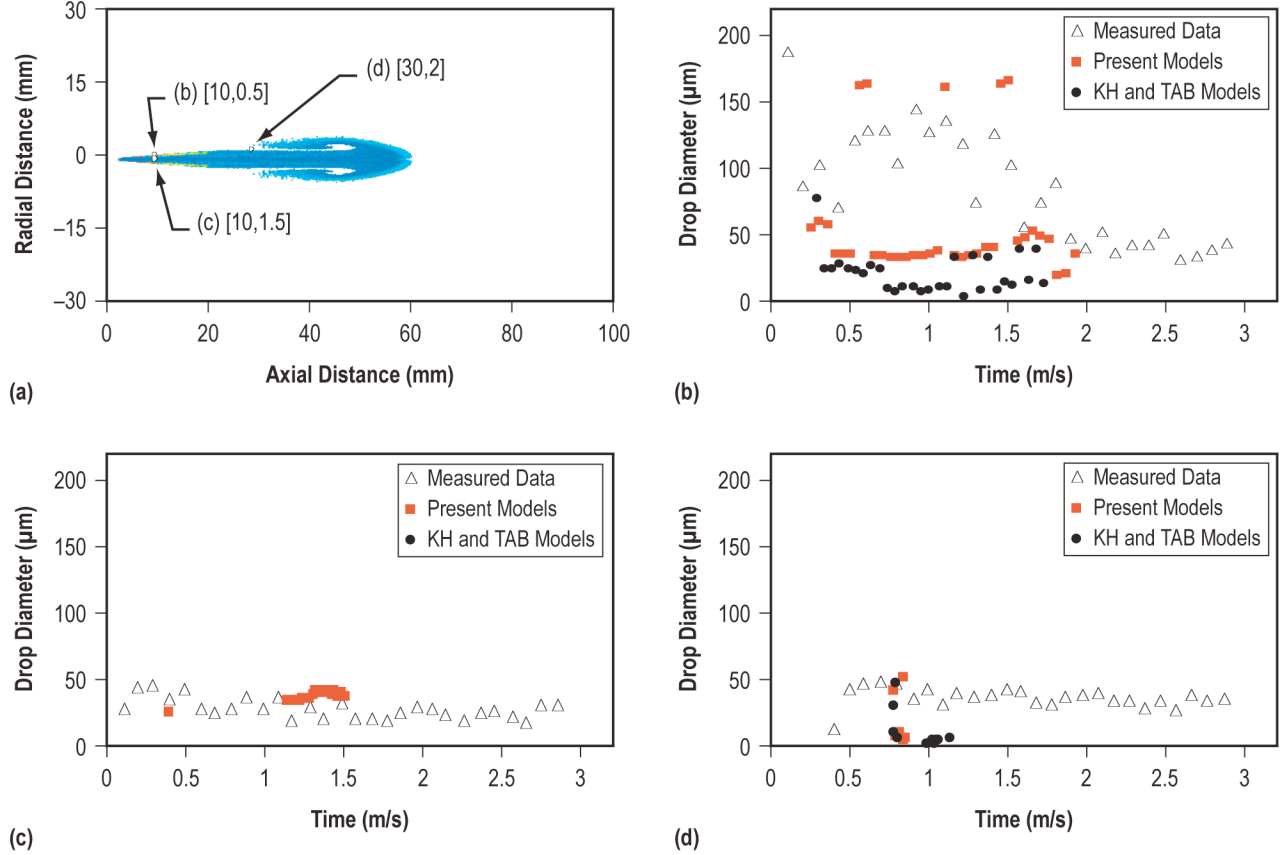 30
15
0
–15
–30
Radial Distance (mm)
(b) [10,0.5]
(d) [30,2]
(c) [10,1.5]
0
20
40
60
80
100
Axial Distance (mm)
(a)
200
150
100
50
0
Drop Diameter (µm)
Measured Data
Present Models
KH and TAB Models
0
0.5
1
1.5
2
2.5
3
Time (m/s)
(b)
200
150
100
50
0
Drop Diameter (µm)
Measured Data
Present Models
KH and TAB Models
0
0.5
1
1.5
2
2.5
3
Time (m/s)
(c)
200
150
100
50
0
Drop Diameter (µm)
Measured Data
Present Models
KH and TAB Models
0
0.5
1
1.5
2
2.5
3
Time (m/s)
(d)